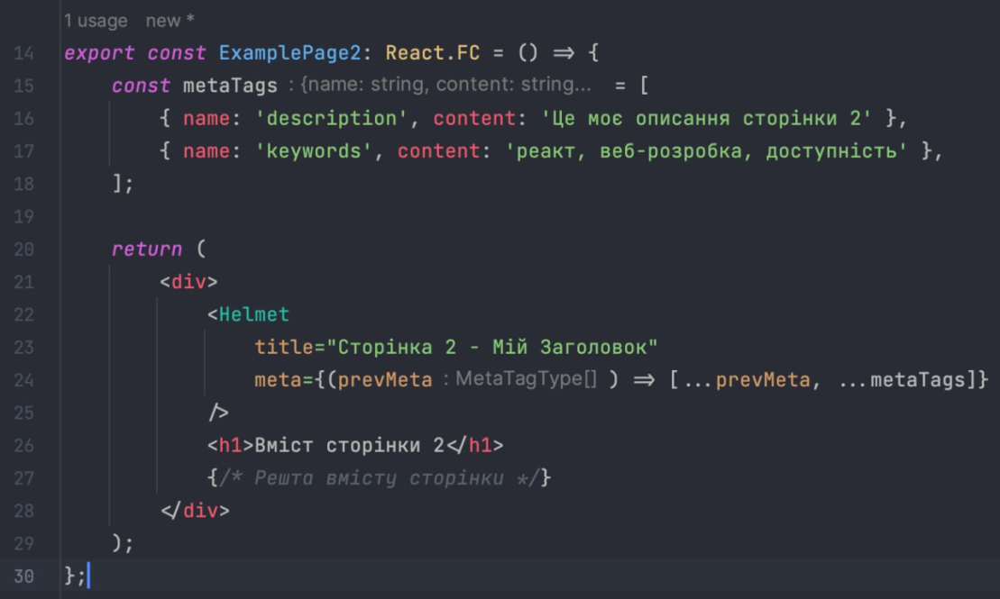 1 usage   new *
14 export const ExamplePage2: React.FC = () => {
15     const metaTags : {name: string, content: string...  = [
16         { name: 'description', content: 'Це моє описання сторінки 2' },
17         { name: 'keywords', content: 'реакт, веб-розробка, доступність' },
18     ];
19
20     return (
21         <div>
22             <Helmet
23                 title="Сторінка 2 - Мій Заголовок"
24                 meta={(prevMeta : MetaTagType[] ) => [...prevMeta, ...metaTags]}
25             />
26             <h1>Вміст сторінки 2</h1>
27             {/* Решта вмісту сторінки */}
28         </div>
29     );
30 };